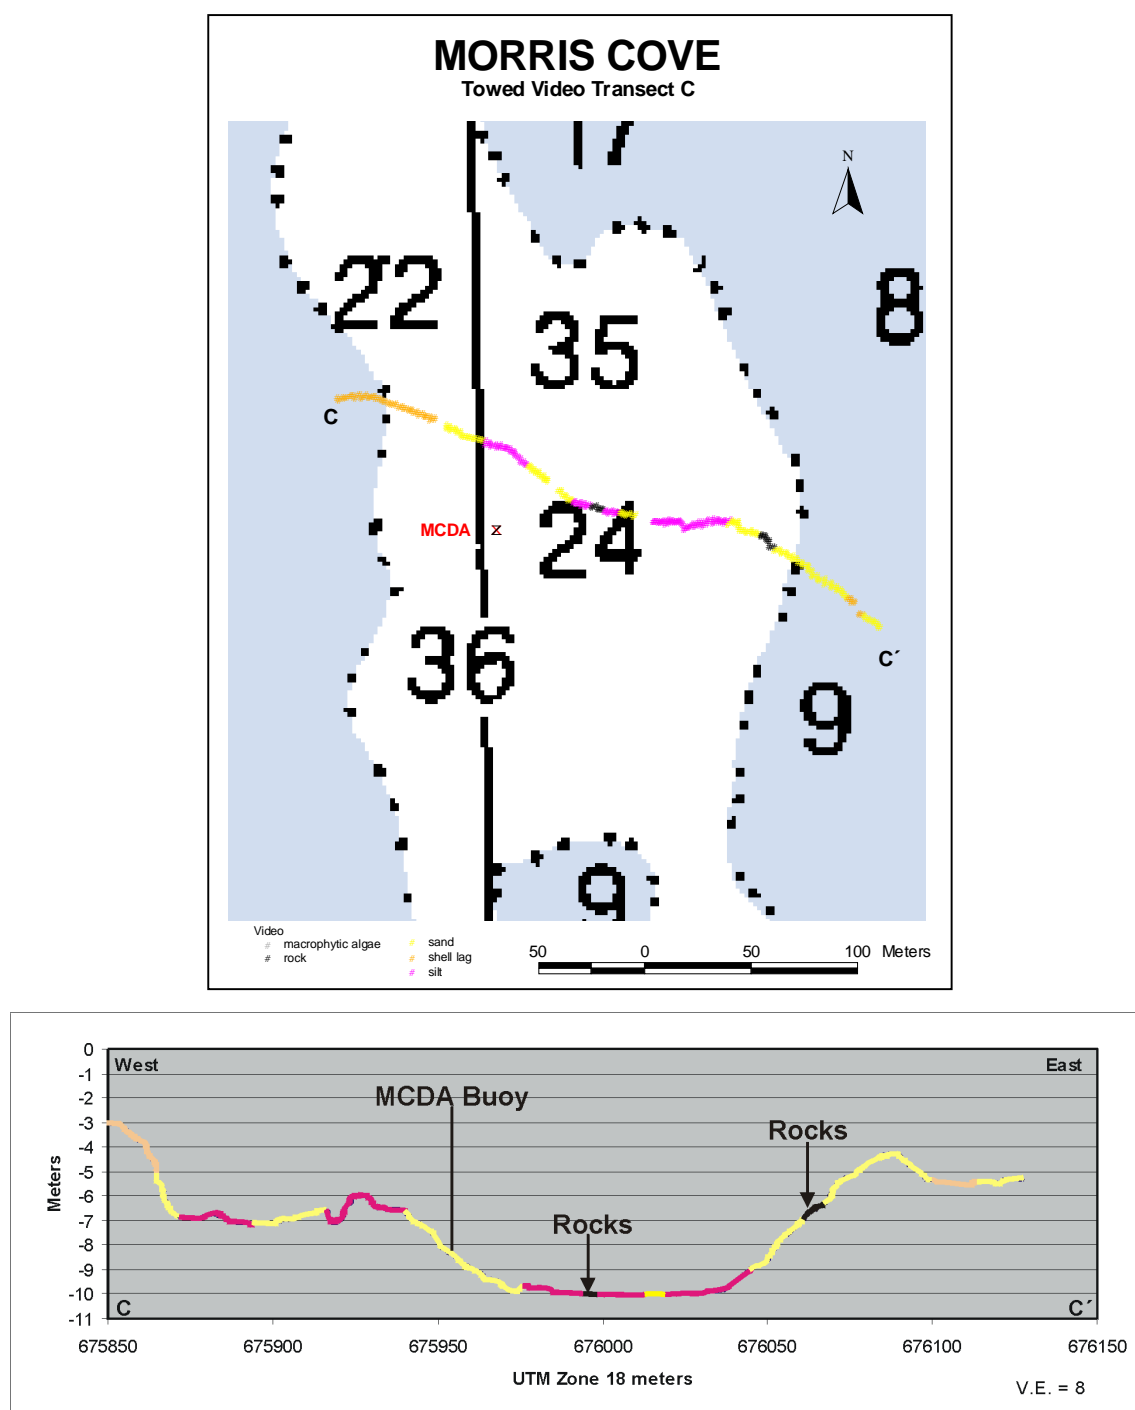 MORRIS COVE
Towed Video Transect C
17
N
22
8
35
C
MCDA
24
36
C´
9
9
Video
# macrophytic algae
# rock
# sand
# shell lag
# silt
50 0 50 100 Meters
0
West East
-1
-2
MCDA Buoy
-3
Rocks
-4
-5
Meters
-6
-7
Rocks
-8
-9
-10
C C´
-11
675850 675900 675950 676000 676050 676100 676150
UTM Zone 18 meters
V.E. = 8